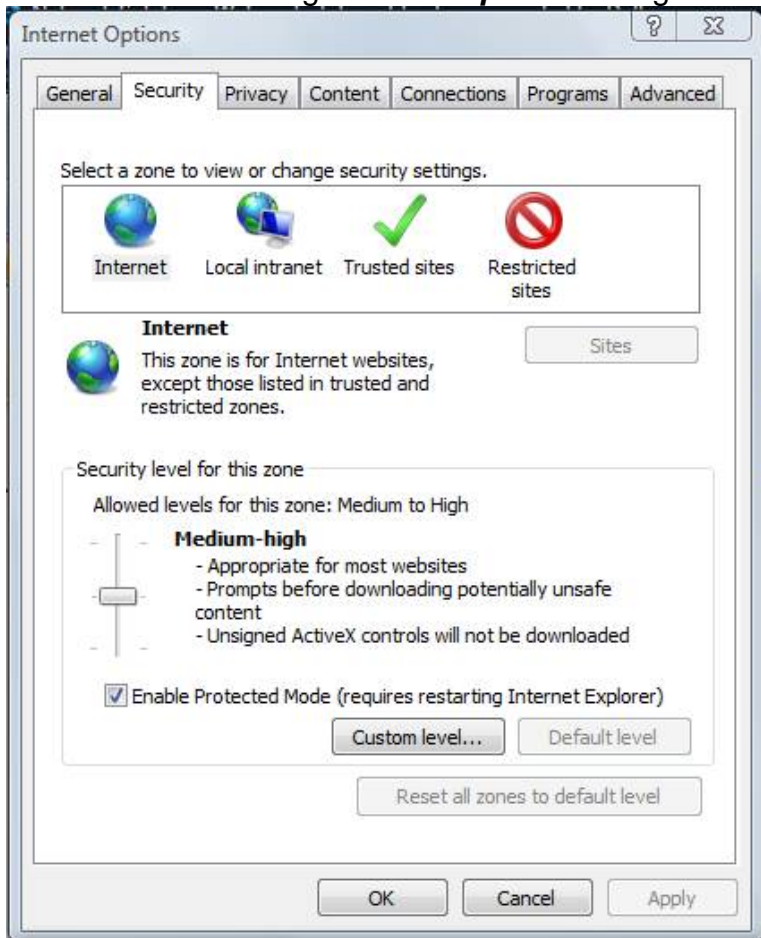 Internet Options
General Security Privacy Content Connections Programs Advanced
Select a zone to view or change security settings.
Internet Local intranet Trusted sites Restricted
sites
Internet
Sites
This zone is for Internet websites,
except those listed in trusted and
restricted zones.
Security level for this zone
Allowed levels for this zone: Medium to High
Medium-high
- Appropriate for most websites
- Prompts before downloading potentially unsafe
content
- Unsigned ActiveX controls will not be downloaded
Enable Protected Mode (requires restarting Internet Explorer)
Custom level... Default level
Reset all zones to default level
OK Cancel Apply